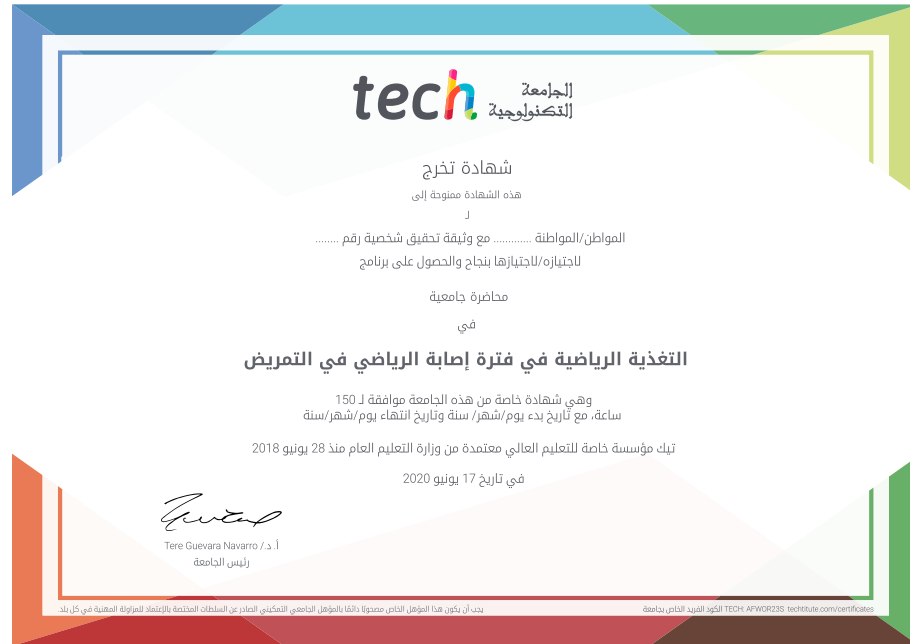 tech الجامعة
التكنولوجية
شهادة تخرج
هذه الشهادة ممنوحة إلى
لـ
المواطن/المواطنة ............. مع وثيقة تحقيق شخصية رقم ........
لاجتيازه/لاجتيازها بنجاح والحصول على برنامج
محاضرة جامعية
في
التغذية الرياضية في فترة إصابة الرياضي في التمريض
وهي شهادة خاصة من هذه الجامعة موافقة لـ 150
ساعة، مع تاريخ بدء يوم/شهر/ سنة وتاريخ انتهاء يوم/شهر/سنة
تيك مؤسسة خاصة للتعليم العالي معتمدة من وزارة التعليم العام منذ 28 يونيو 2018
في تاريخ 17 يونيو 2020
أ. د./ Tere Guevara Navarro
رئيس الجامعة
يجب أن يكون هذا المؤهل الخاص مصحوبًا دائمًا بالمؤهل الجامعي التمكيني الصادر عن السلطات المختصة بالإعتماد للمزاولة المهنية في كل بلد.
الكود الفريد الخاص بجامعة TECH: AFWOR23S techtitute.com/certificates